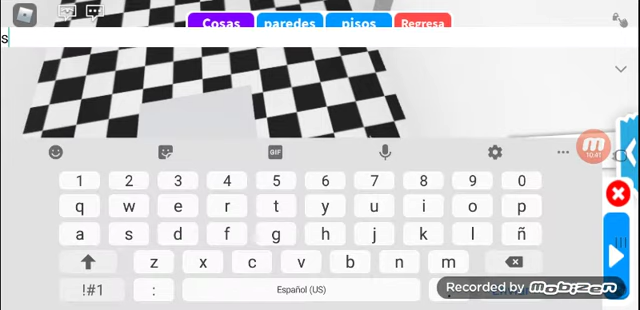 Cosas paredes pisos Regresa
s
GIF
10:41
1 2 3 4 5 6 7 8 9 0
q w e r t y u i o p
a s d f g h j k l ñ
z x c v b n m
!#1 : Español (US) .
Recorded by Mobizen